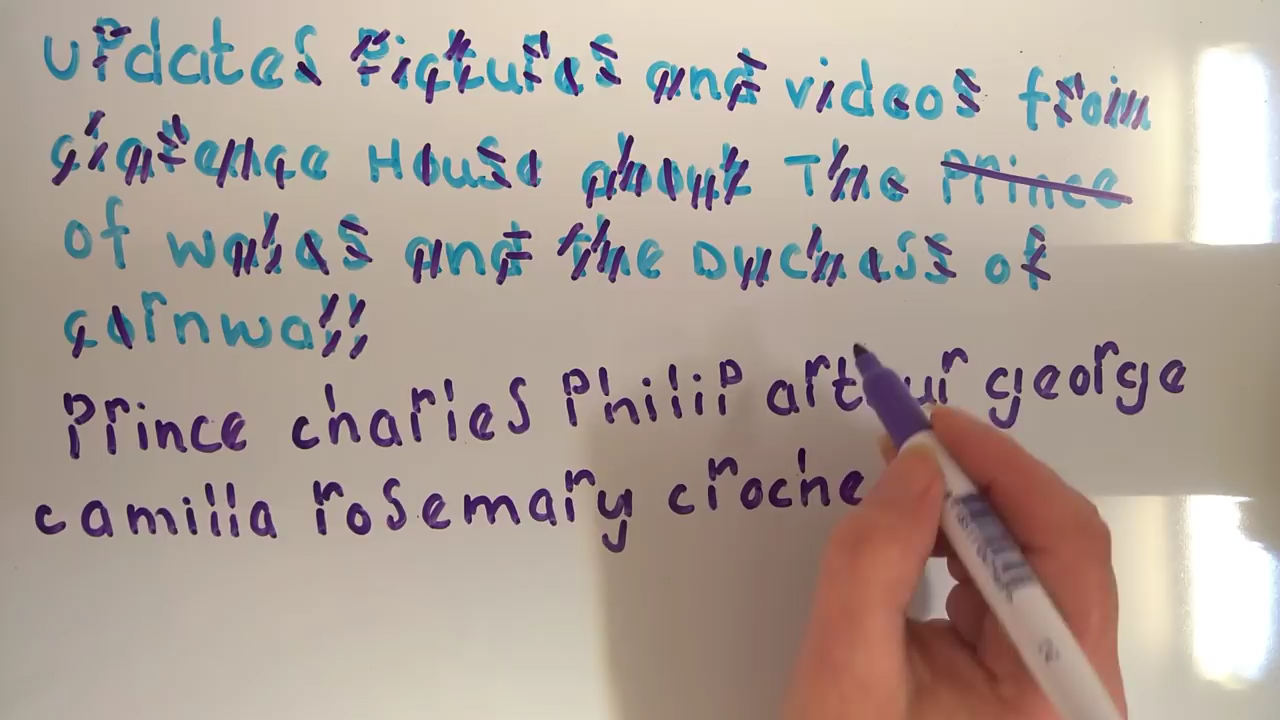 updates Pictures and videos from
clarence House about The Prince
of wales and the Duchess of
cornwall
Prince charles Philip arthur george
camilla rosemary croche